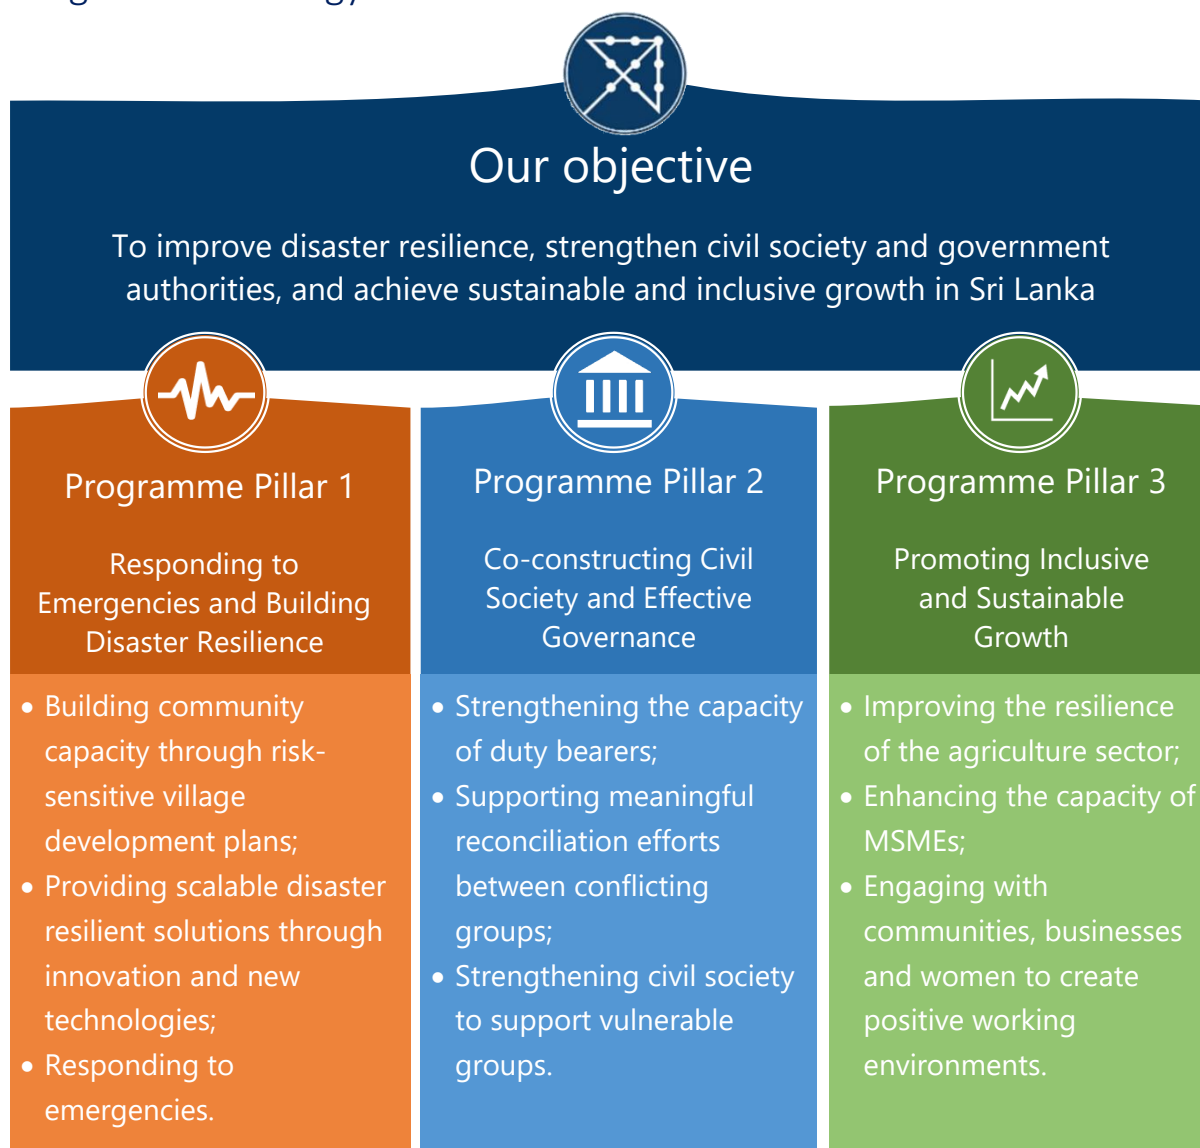 Our objective
To improve disaster resilience, strengthen civil society and government
authorities, and achieve sustainable and inclusive growth in Sri Lanka
Programme Pillar 1
Responding to
Emergencies and Building
Disaster Resilience
• Building community
capacity through risk-
sensitive village
development plans;
• Providing scalable disaster
resilient solutions through
innovation and new
technologies;
• Responding to
emergencies.
Programme Pillar 2
Co-constructing Civil
Society and Effective
Governance
• Strengthening the capacity
of duty bearers;
• Supporting meaningful
reconciliation efforts
between conflicting
groups;
• Strengthening civil society
to support vulnerable
groups.
Programme Pillar 3
Promoting Inclusive
and Sustainable
Growth
• Improving the resilience
of the agriculture sector;
• Enhancing the capacity of
MSMEs;
• Engaging with
communities, businesses
and women to create
positive working
environments.